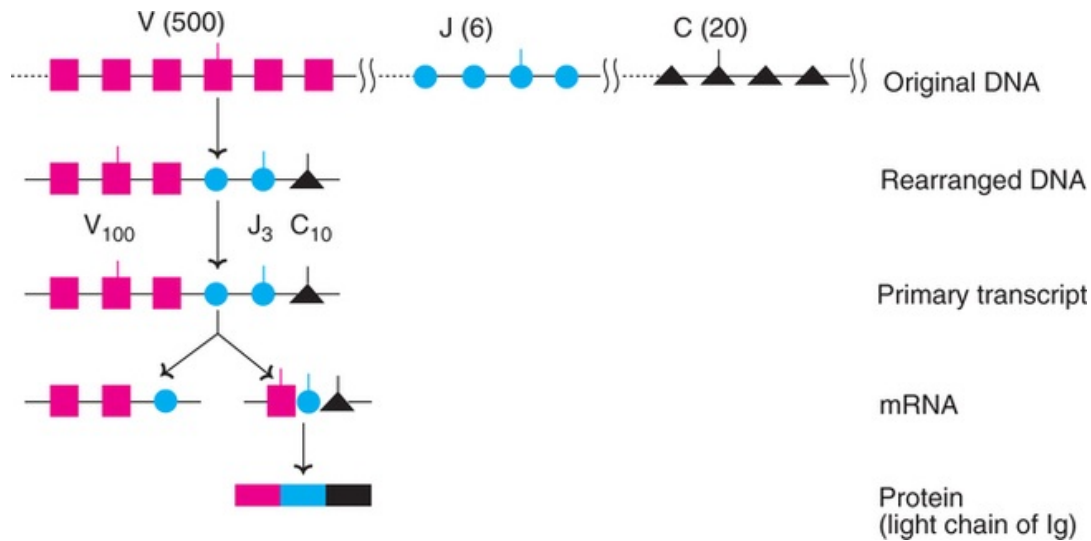 V (500)
J (6)
C (20)
Original DNA
Rearranged DNA
V₁₀₀
J₃
C₁₀
Primary transcript
mRNA
Protein
(light chain of Ig)